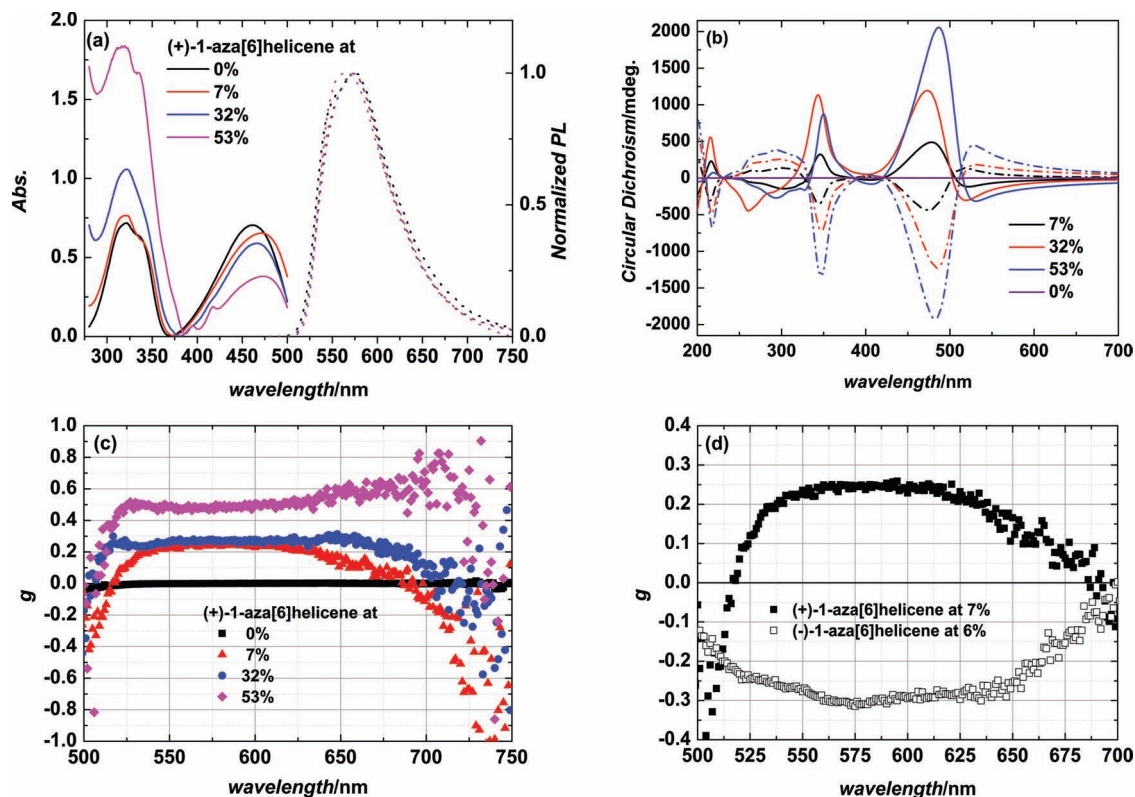 (a)
(+)-1-aza[6]helicene at
0%
7%
32%
53%
2.0
1.5
1.0
0.5
0.0
Abs.
1.0
0.5
0.0
Normalized PL
300 350 400 450 500 550 600 650 700 750
wavelength/nm
(b)
2000
1500
1000
500
0
-500
-1000
-1500
-2000
Circular Dichroism/mdeg.
7%
32%
53%
0%
200 300 400 500 600 700
wavelength/nm
(c)
1.0
0.8
0.6
0.4
0.2
0.0
-0.2
-0.4
-0.6
-0.8
-1.0
g
(+)-1-aza[6]helicene at
0%
7%
32%
53%
500 550 600 650 700 750
wavelength/nm
(d)
0.4
0.3
0.2
0.1
0.0
-0.1
-0.2
-0.3
-0.4
g
(+)-1-aza[6]helicene at 7%
(-)-1-aza[6]helicene at 6%
500 525 550 575 600 625 650 675 700
wavelength/nm